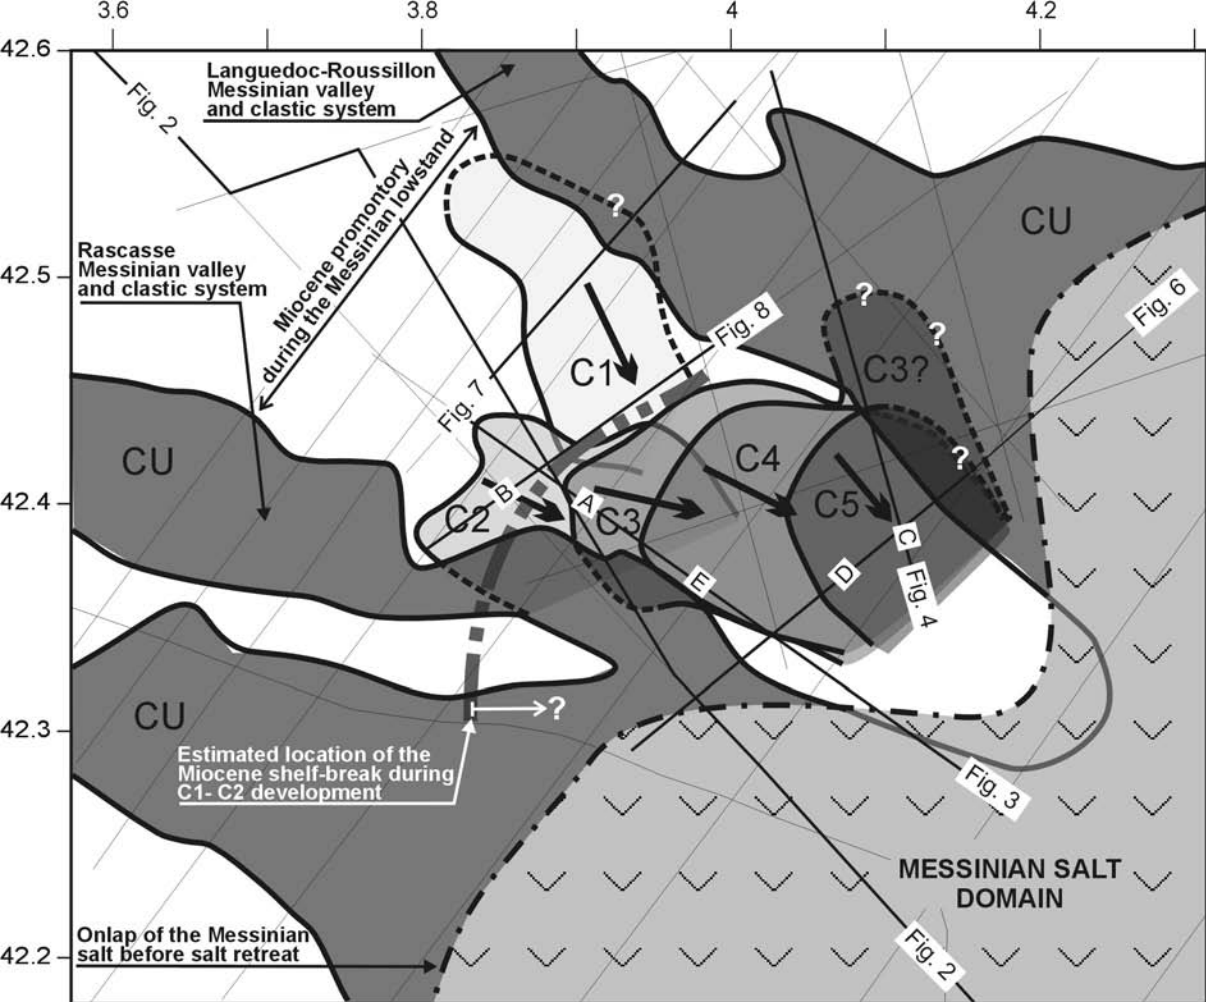 3.6
3.8
4
4.2
42.6
Languedoc-Roussillon
Messinian valley
and clastic system
Fig. 2
Miocene promontory
during the Messinian lowstand
?
CU
Rascasse
Messinian valley
and clastic system
42.5
?
?
Fig. 6
Fig. 8
C1
C3?
Fig. 7
CU
C4
?
42.4
B
A
C2
C3
C5
C
E
D
Fig. 4
CU
?
42.3
Estimated location of the
Miocene shelf-break during
C1- C2 development
Fig. 3
MESSINIAN SALT
DOMAIN
Onlap of the Messinian
salt before salt retreat
Fig. 2
42.2